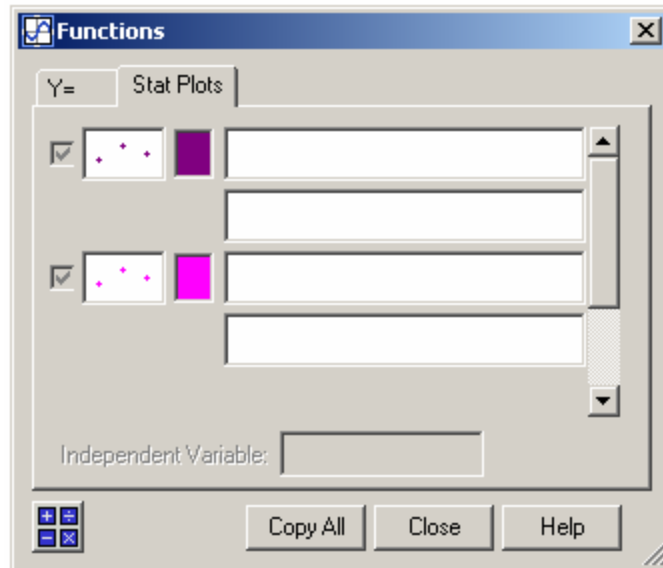 Functions
Y=
Stat Plots
Independent Variable:
Copy All
Close
Help